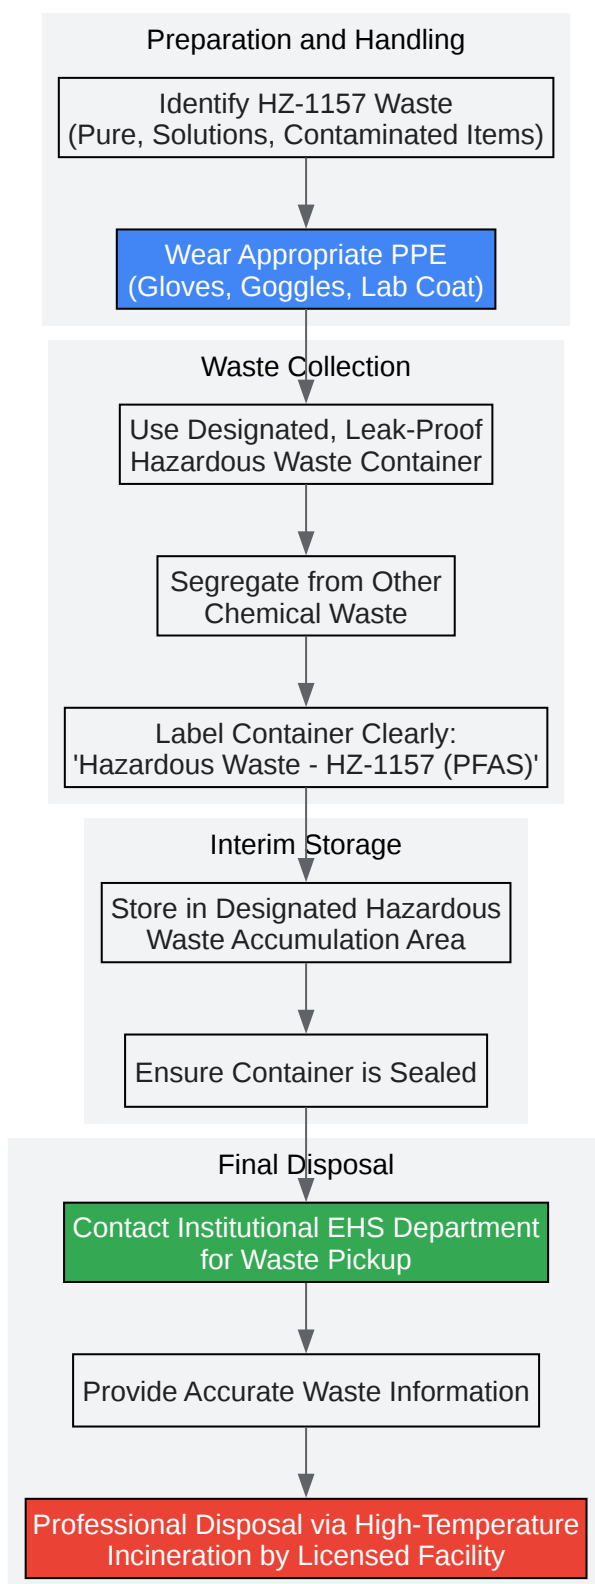 Preparation and Handling
Identify HZ-1157 Waste
(Pure, Solutions, Contaminated Items)
Wear Appropriate PPE
(Gloves, Goggles, Lab Coat)
Waste Collection
Use Designated, Leak-Proof
Hazardous Waste Container
Segregate from Other
Chemical Waste
Label Container Clearly:
'Hazardous Waste - HZ-1157 (PFAS)'
Interim Storage
Store in Designated Hazardous
Waste Accumulation Area
Ensure Container is Sealed
Final Disposal
Contact Institutional EHS Department
for Waste Pickup
Provide Accurate Waste Information
Professional Disposal via High-Temperature
Incineration by Licensed Facility